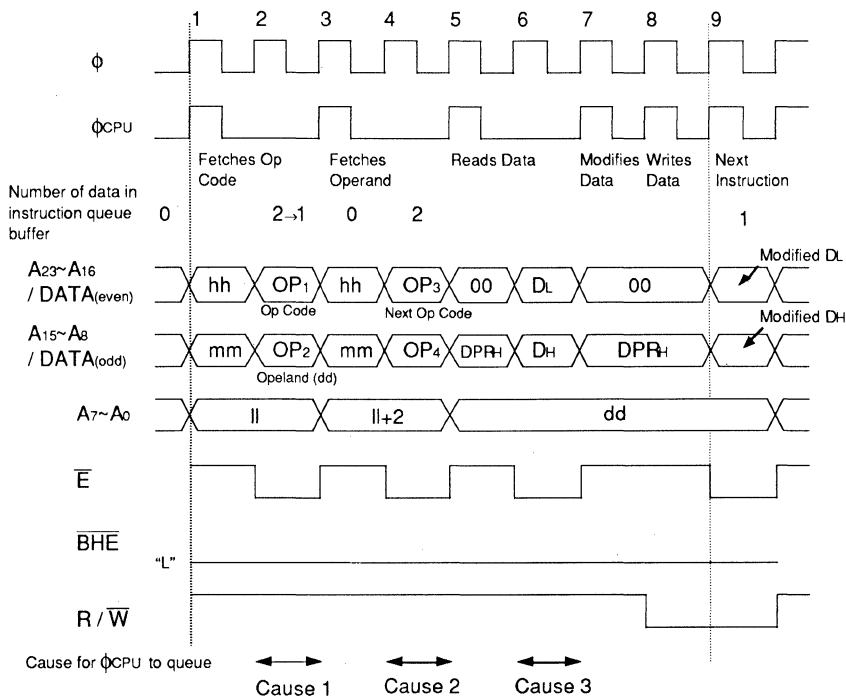 1 2 3 4 5 6 7 8 9
ϕ
ϕCPU
Fetches Op Code
Fetches Operand
Reads Data
Modifies Data
Writes Data
Next Instruction
Number of data in instruction queue buffer
0 2→1 0 2 1
A23~A16 / DATA(even)
hh OP1 hh OP3 00 DL 00
Modified DL
Op Code
Next Op Code
A15~A8 / DATA(odd)
mm OP2 mm OP4 DPRH DH DPRH
Modified DH
Opeland (dd)
A7~A0
ll ll+2 dd
E̅
B̅H̅E̅
“L”
R / W̅
Cause for ϕCPU to queue
Cause 1
Cause 2
Cause 3